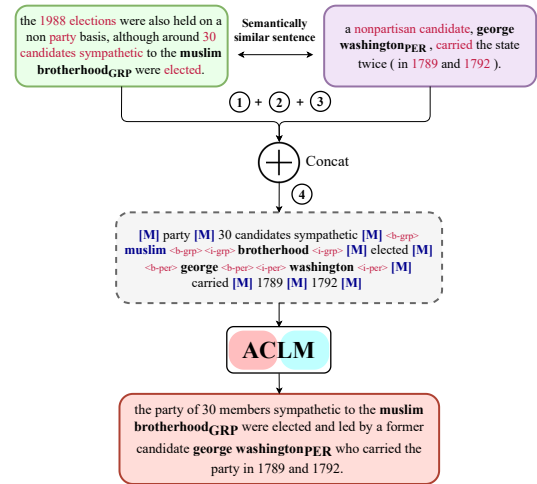 the 1988 elections were also held on a
non party basis, although around 30
candidates sympathetic to the muslim
brotherhoodGRP were elected.
Semantically
similar sentence
a nonpartisan candidate, george
washingtonPER , carried the state
twice ( in 1789 and 1792 ).
1 + 2 + 3
Concat
4
[M] party [M] 30 candidates sympathetic [M] <b-grp>
muslim <b-grp> <i-grp> brotherhood <i-grp> [M] elected [M]
<b-per> george <b-per> <i-per> washington <i-per> [M]
carried [M] 1789 [M] 1792 [M]
ACLM
the party of 30 members sympathetic to the muslim
brotherhoodGRP were elected and led by a former
candidate george washingtonPER who carried the
party in 1789 and 1792.